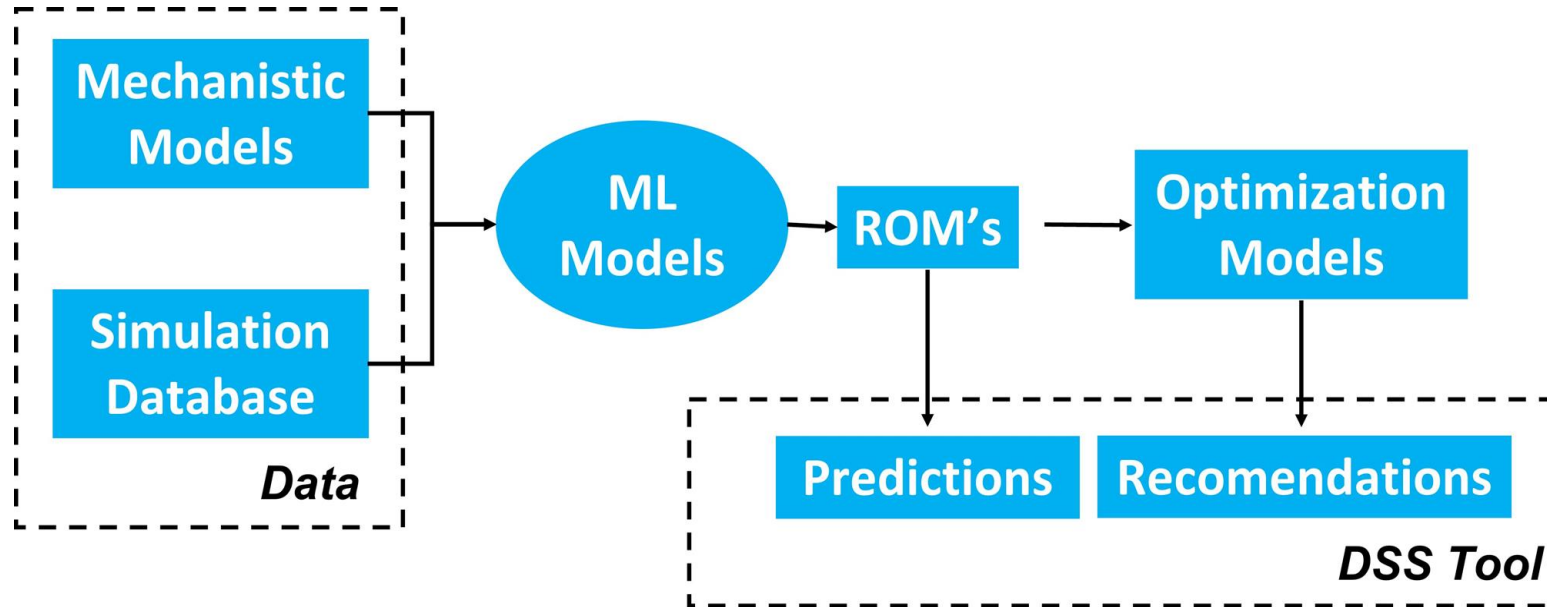 Mechanistic
Models
Simulation
Database
Data
ML
Models
ROM’s
Optimization
Models
Predictions
Recomendations
DSS Tool